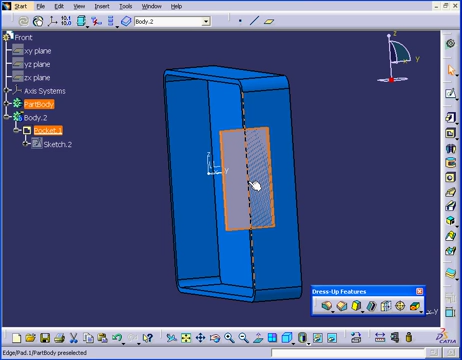 Start File Edit View Insert Tools Window Help
Body.2
Front
xy plane
yz plane
zx plane
Axis Systems
PartBody
Body.2
Pocket.1
Sketch.2
z
y
x
z
y
Dress-Up Features
CATIA
Edge/Pad.1/PartBody preselected